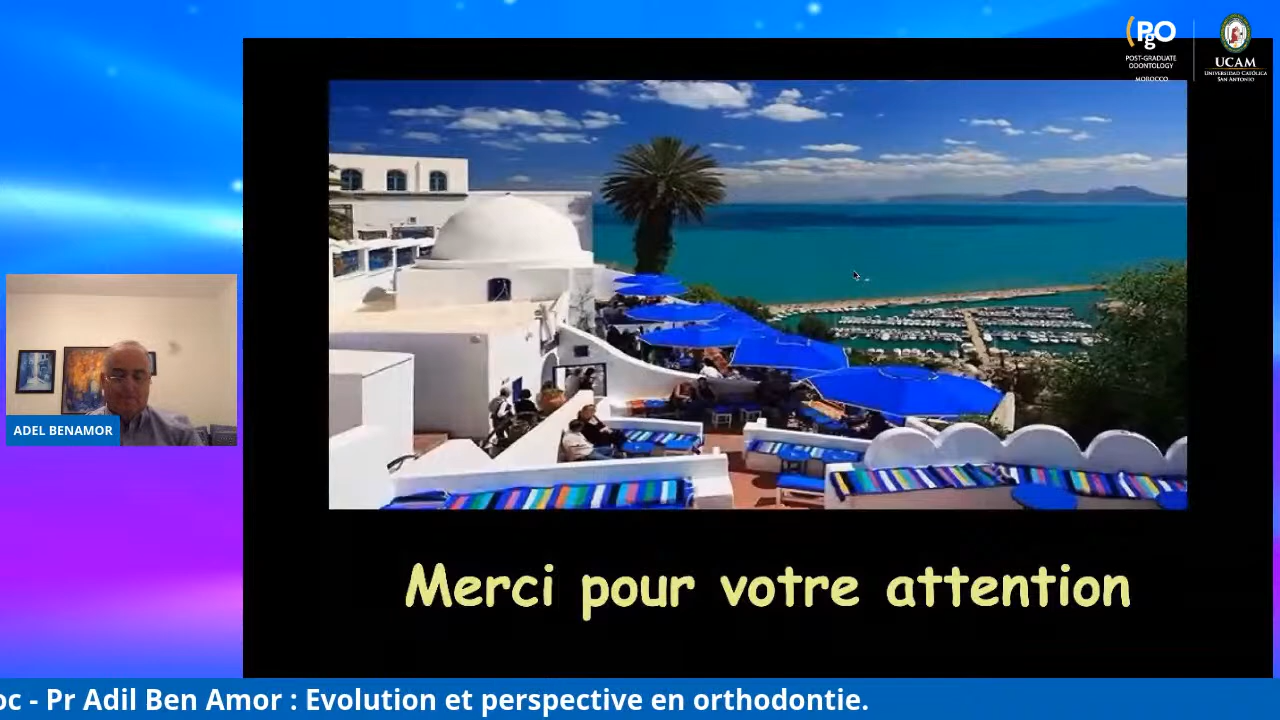 PgO
POST-GRADUATE
ODONTOLOGY
MOROCCO
UCAM
UNIVERSIDAD CATÓLICA
SAN ANTONIO
ADEL BENAMOR
Merci pour votre attention
oc - Pr Adil Ben Amor : Evolution et perspective en orthodontie.